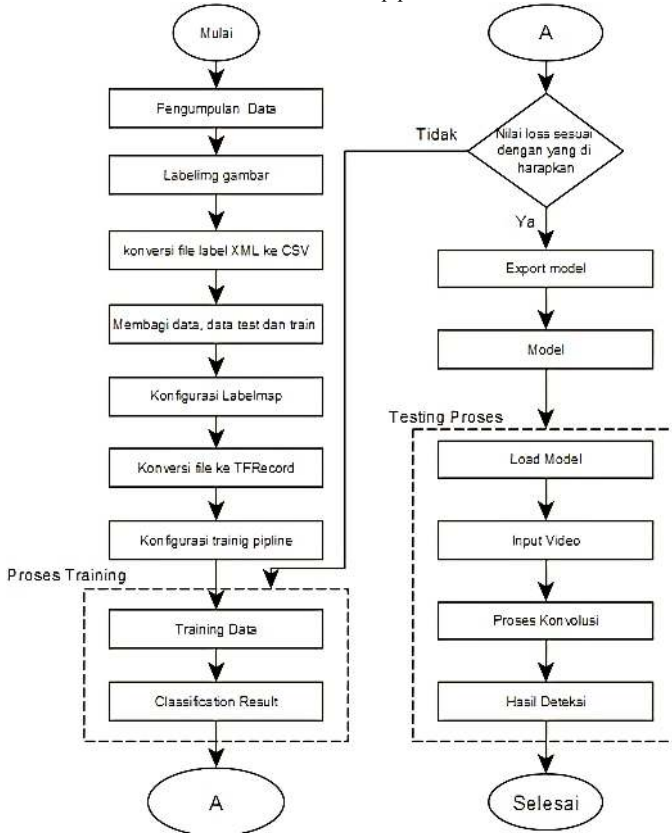 Mulai
Pengumpulan Data
Labelimg gambar
konversi file label XML ke CSV
Membagi data, data test dan train
Konfigurasi Labelmap
Konversi file ke TFRecord
Konfigurasi trainig pipline
Proses Training
Training Data
Classification Result
A
A
Nilai loss sesuai
dengan yang di
harapkan
Tidak
Ya
Export model
Model
Testing Proses
Load Model
Input Video
Proses Konvolusi
Hasil Deteksi
Selesai